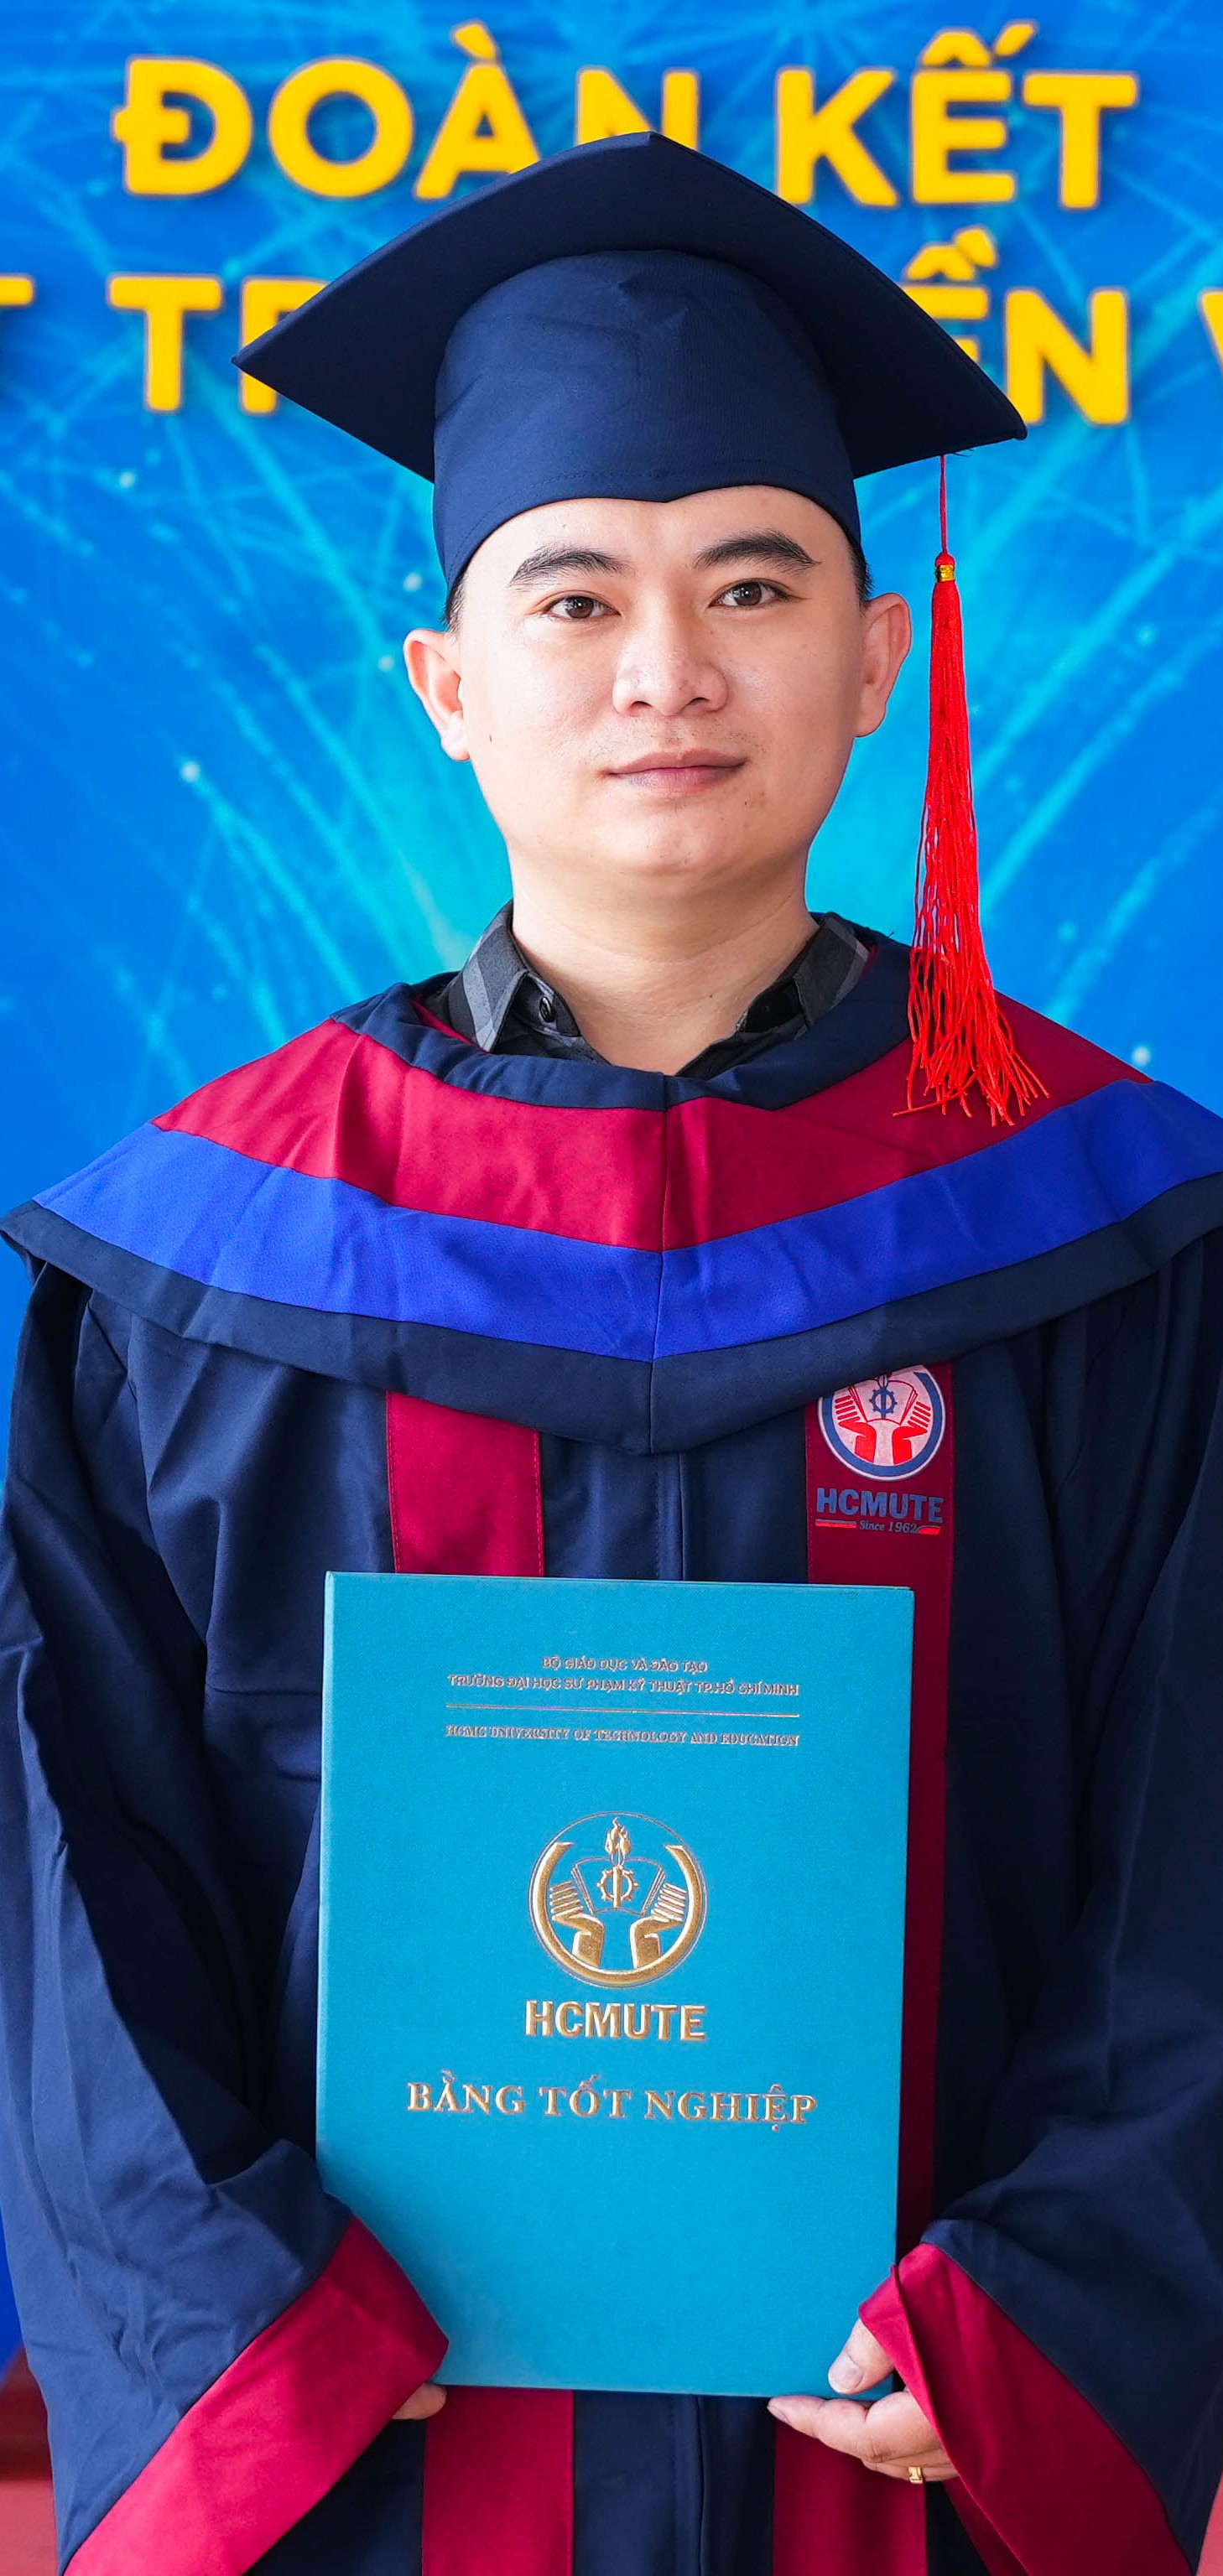 ĐOÀN KẾT
HCMUTE
Since 1962
BỘ GIÁO DỤC VÀ ĐÀO TẠO
TRƯỜNG ĐẠI HỌC SƯ PHẠM KỸ THUẬT TP.HỒ CHÍ MINH
HCMC UNIVERSITY OF TECHNOLOGY AND EDUCATION
HCMUTE
BẰNG TỐT NGHIỆP